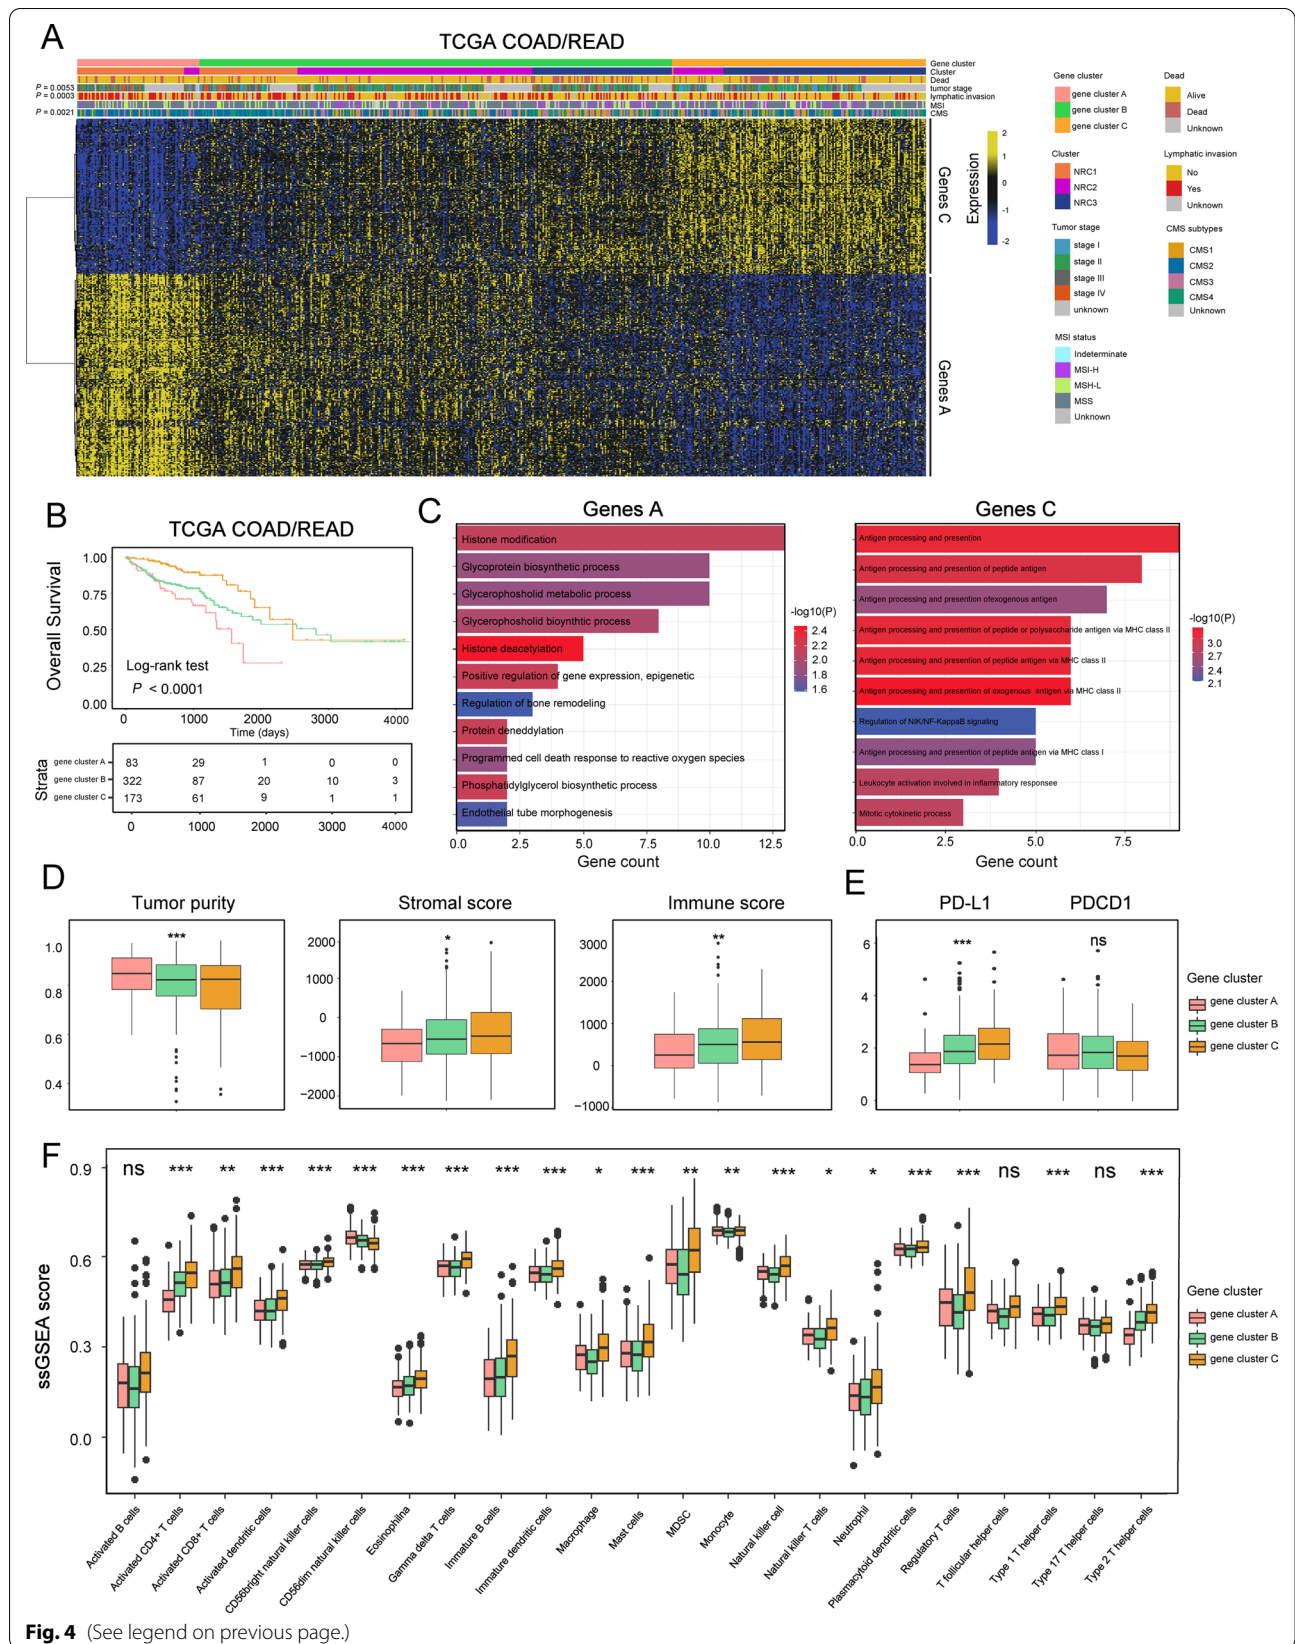 A
TCGA COAD/READ
Gene cluster
Cluster
Dead
P = 0.0053
tumor stage
P = 0.0003
lymphatic invasion
MSI
P = 0.0021
CMS
Genes C
Genes A
Expression
2
1
0
-1
-2
Gene cluster
gene cluster A
gene cluster B
gene cluster C
Cluster
NRC1
NRC2
NRC3
Tumor stage
stage I
stage II
stage III
stage IV
unknown
MSI status
Indeterminate
MSI-H
MSH-L
MSS
Unknown
Dead
Alive
Dead
Unknown
Lymphatic invasion
No
Yes
Unknown
CMS subtypes
CMS1
CMS2
CMS3
CMS4
Unknown
B
TCGA COAD/READ
Overall Survival
1.00
0.75
0.50
0.25
0.00
Log-rank test
P < 0.0001
0 1000 2000 3000 4000
Time (days)
Strata
gene cluster A 83 29 1 0 0
gene cluster B 322 87 20 10 3
gene cluster C 173 61 9 1 1
0 1000 2000 3000 4000
C
Genes A
Histone modification
Glycoprotein biosynthetic process
Glycerophosholid metabolic process
Glycerophosholid bioynthtic process
Histone deacetylation
Positive regulation of gene expression, epigenetic
Regulation of bone remodeling
Protein deneddylation
Programmed cell death response to reactive oxygen species
Phosphatidylglycerol biosynthetic process
Endothelial tube morphogenesis
0.0 2.5 5.0 7.5 10.0 12.5
Gene count
-log10(P)
2.4
2.2
2.0
1.8
1.6
Genes C
Antigen processing and presention
Antigen processing and presention of peptide antigen
Antigen processing and presention ofexogenous antigen
Antigen processing and presention of peptide or polysaccharide antigen via MHC class II
Antigen processing and presention of peptide antigen via MHC class II
Antigen processing and presention of exogenous antigen via MHC class II
Regulation of NIK/NF-KappaB signaling
Antigen processing and presention of peptide antigen via MHC class I
Leukocyte activation involved in inflammatory responsee
Mitotic cytokinetic process
0.0 2.5 5.0 7.5
Gene count
-log10(P)
3.0
2.7
2.4
2.1
D
Tumor purity
***
1.0
0.8
0.6
0.4
Stromal score
*
2000
1000
0
−1000
−2000
Immune score
**
3000
1000
0
−1000
E
PD-L1
PDCD1
***
ns
6
4
2
0
Gene cluster
gene cluster A
gene cluster B
gene cluster C
F
ssGSEA score
0.9
0.6
0.3
0.0
ns *** ** *** *** *** *** *** *** *** * *** ** ** *** * * *** *** ns *** ns ***
Activated B cells
Activated CD4+ T cells
Activated CD8+ T cells
Activated dendritic cells
CD56bright natural killer cells
CD56dim natural killer cells
Eosinophilna
Gamma delta T cells
Immature B cells
Immature dendritic cells
Macrophage
Mast cells
MDSC
Monocyte
Natural killer cell
Natural killer T cells
Neutrophil
Plasmacytoid dendritic cells
Regulatory T cells
T follicular helper cells
Type 1 T helper cells
Type 17 T helper cells
Type 2 T helper cells
Gene cluster
gene cluster A
gene cluster B
gene cluster C
Fig. 4 (See legend on previous page.)